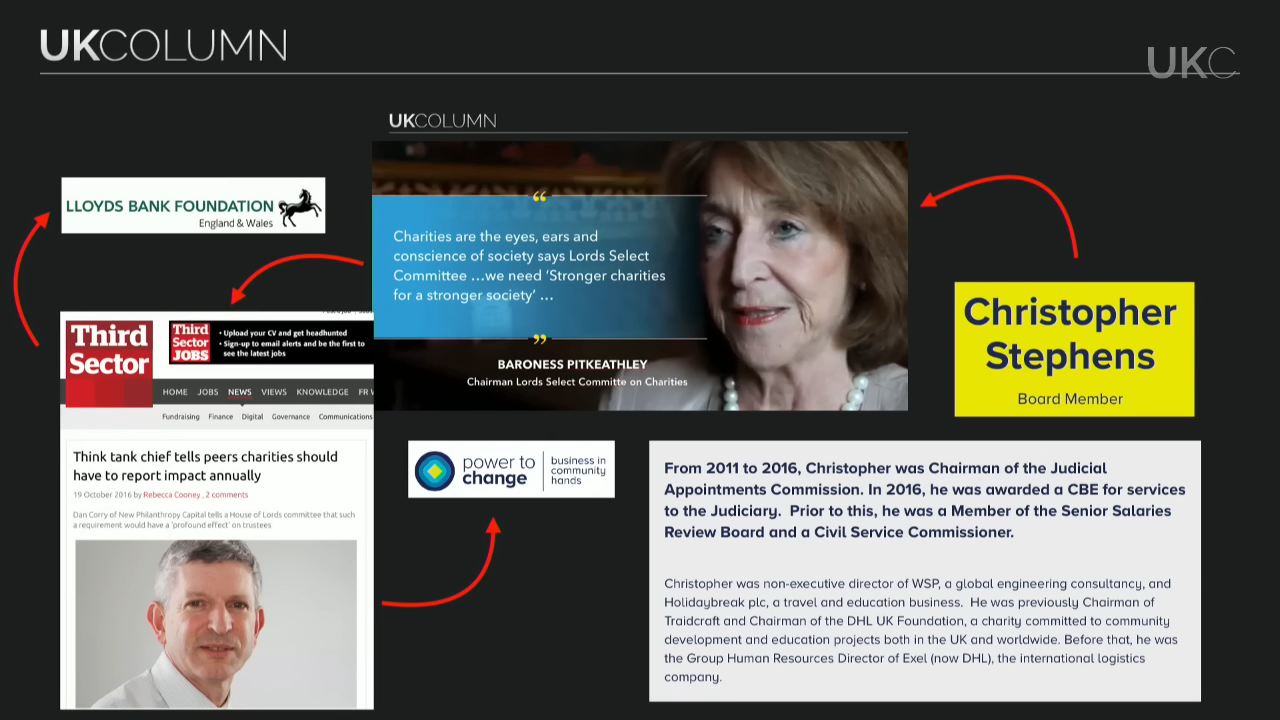 UKCOLUMN
UKC
UKCOLUMN
LLOYDS BANK FOUNDATION
England & Wales
“
Charities are the eyes, ears and
conscience of society says Lords Select
Committee ...we need ‘Stronger charities
for a stronger society’ ...
”
BARONESS PITKEATHLEY
Chairman Lords Select Committe on Charities
Christopher
Stephens
Board Member
Third
Sector
Third
Sector
JOBS
• Upload your CV and get headhunted
• Sign-up to email alerts and be the first to
see the latest jobs
HOME JOBS NEWS VIEWS KNOWLEDGE FR
Fundraising Finance Digital Governance Communications
Think tank chief tells peers charities should
have to report impact annually
19 October 2016 by Rebecca Cooney , 2 comments
Dan Corry of New Philanthropy Capital tells a House of Lords committee that such
a requirement would have a 'profound effect' on trustees
power to
change
business in
community
hands
From 2011 to 2016, Christopher was Chairman of the Judicial
Appointments Commission. In 2016, he was awarded a CBE for services
to the Judiciary. Prior to this, he was a Member of the Senior Salaries
Review Board and a Civil Service Commissioner.
Christopher was non-executive director of WSP, a global engineering consultancy, and
Holidaybreak plc, a travel and education business. He was previously Chairman of
Traidcraft and Chairman of the DHL UK Foundation, a charity committed to community
development and education projects both in the UK and worldwide. Before that, he was
the Group Human Resources Director of Exel (now DHL), the international logistics
company.